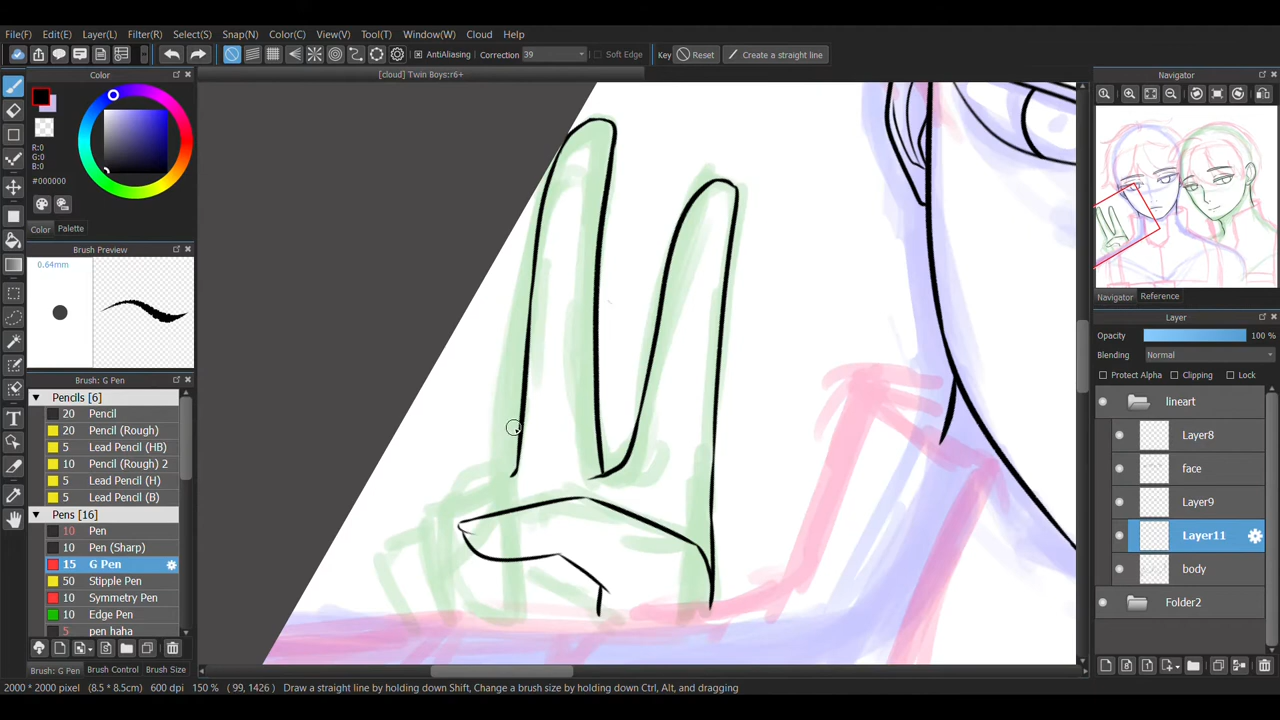 File(F) Edit(E) Layer(L) Filter(R) Select(S) Snap(N) Color(C) View(V) Tool(T) Window(W) Cloud Help
AntiAliasing Correction 39 Soft Edge Key Reset Create a straight line
Color
[cloud] Twin Boys:r6+
Navigator
R:0
G:0
B:0
#000000
Color Palette
Brush Preview
0.64mm
Navigator Reference
Layer
Opacity 100 %
Blending Normal
Protect Alpha Clipping Lock
Brush: G Pen
Pencils [6]
20 Pencil
20 Pencil (Rough)
5 Lead Pencil (HB)
10 Pencil (Rough) 2
5 Lead Pencil (H)
5 Lead Pencil (B)
Pens [16]
10 Pen
10 Pen (Sharp)
15 G Pen
50 Stipple Pen
10 Symmetry Pen
10 Edge Pen
5 pen haha
lineart
Layer8
face
Layer9
Layer11
body
Folder2
Brush: G Pen Brush Control Brush Size
2000 * 2000 pixel (8.5 * 8.5cm) 600 dpi 150 % ( 99, 1426 ) Draw a straight line by holding down Shift, Change a brush size by holding down Ctrl, Alt, and dragging